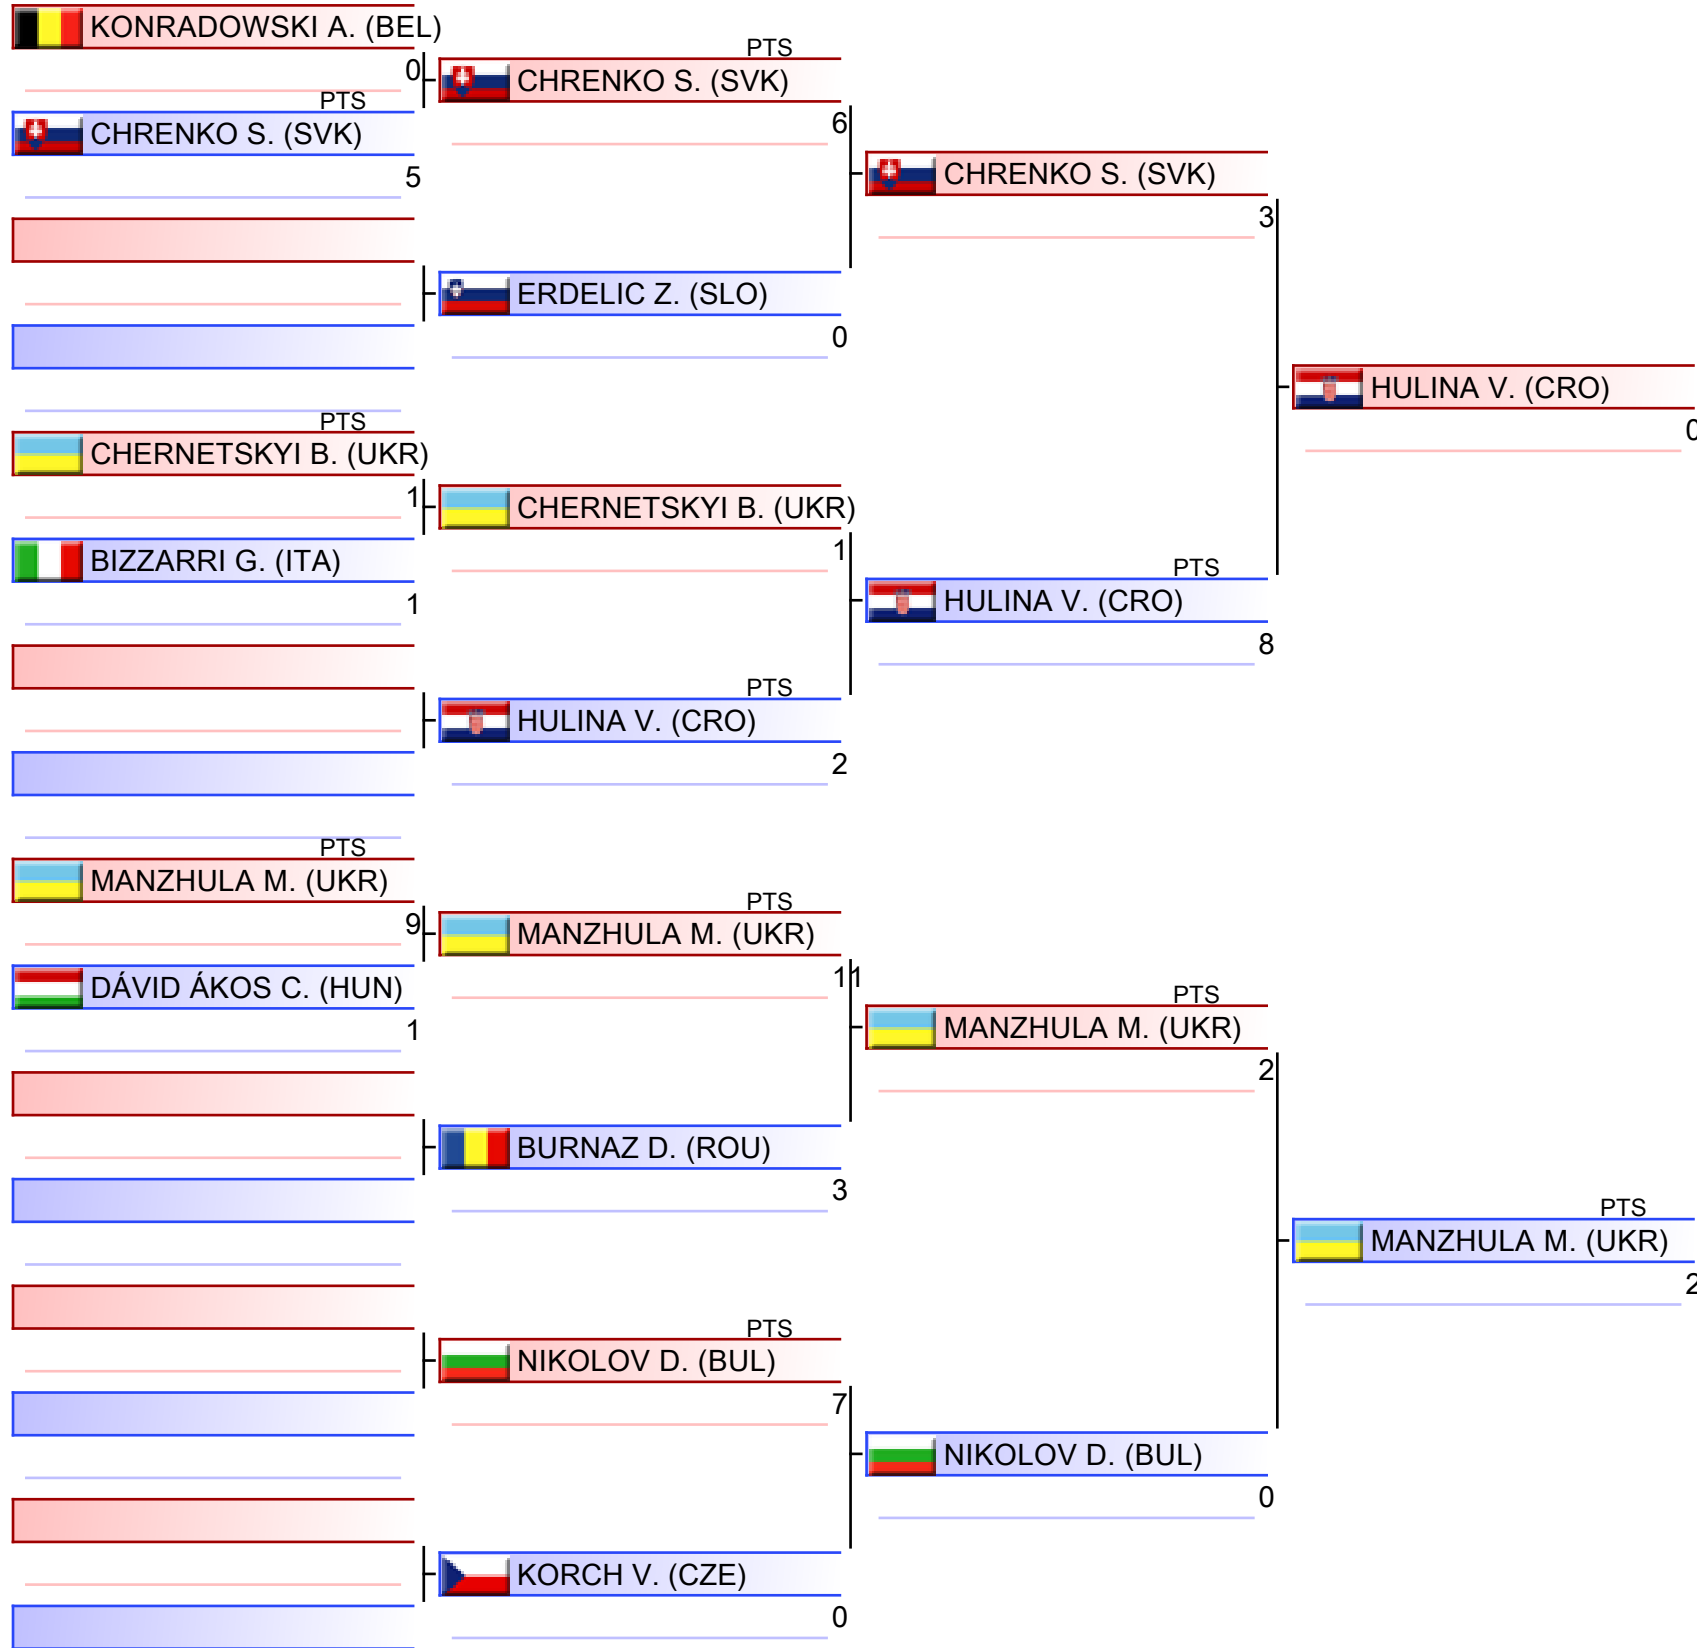 KONRADOWSKI A. (BEL)
0
PTS
CHRENKO S. (SVK)
5
PTS
CHERNETSKYI B. (UKR)
1
BIZZARRI G. (ITA)
1
PTS
MANZHULA M. (UKR)
9
DÁVID ÁKOS C. (HUN)
1
PTS
CHRENKO S. (SVK)
6
ERDELIC Z. (SLO)
0
CHERNETSKYI B. (UKR)
1
PTS
HULINA V. (CRO)
2
PTS
MANZHULA M. (UKR)
11
BURNAZ D. (ROU)
3
PTS
NIKOLOV D. (BUL)
7
KORCH V. (CZE)
0
CHRENKO S. (SVK)
3
PTS
HULINA V. (CRO)
8
PTS
MANZHULA M. (UKR)
2
NIKOLOV D. (BUL)
0
HULINA V. (CRO)
0
PTS
MANZHULA M. (UKR)
2